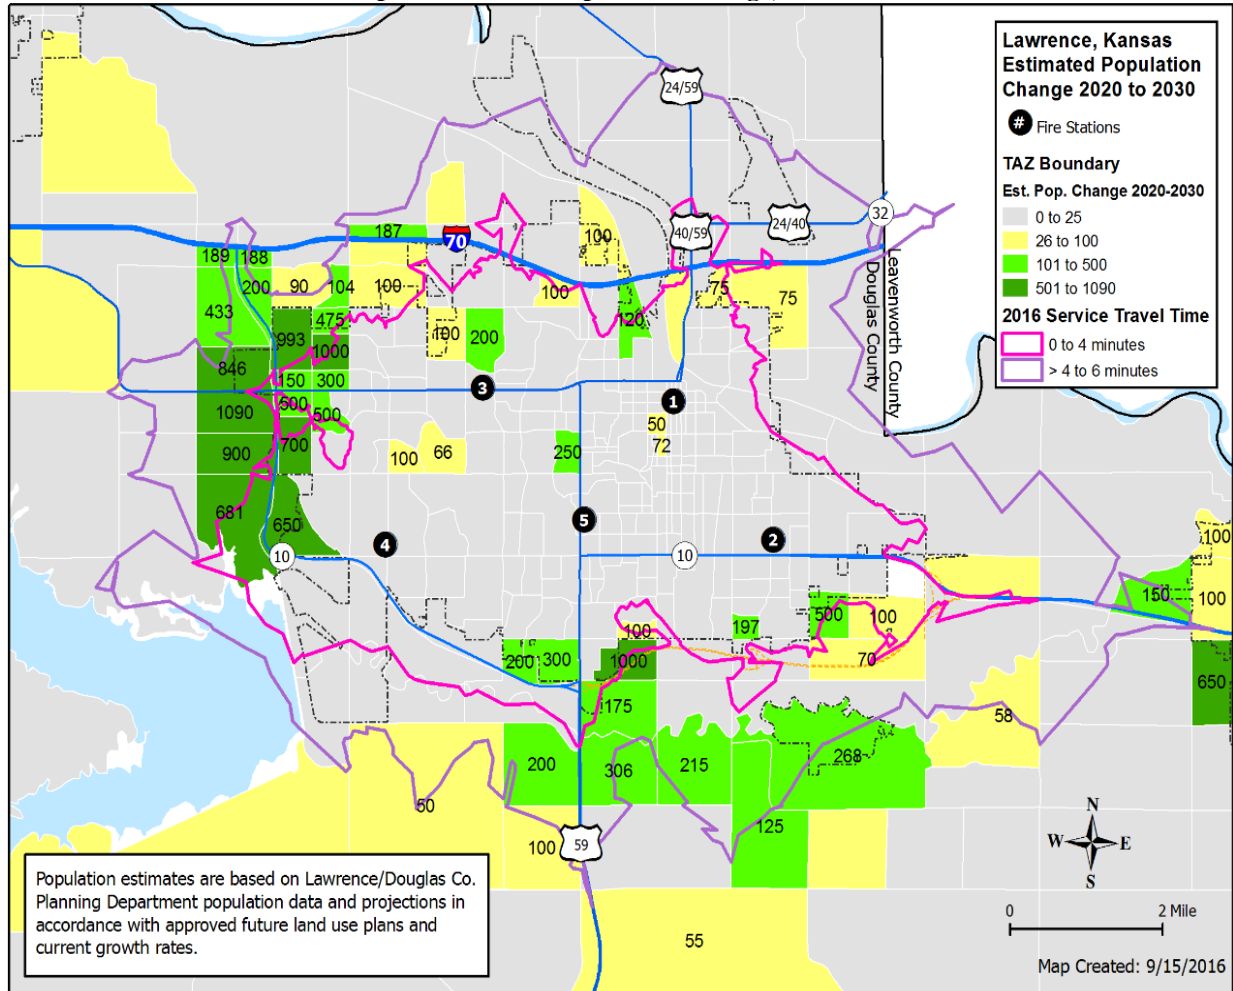 24/59
Lawrence, Kansas
Estimated Population
Change 2020 to 2030
# Fire Stations
TAZ Boundary
Est. Pop. Change 2020-2030
0 to 25
26 to 100
101 to 500
501 to 1090
2016 Service Travel Time
0 to 4 minutes
> 4 to 6 minutes
32
24/40
40/59
187
70
100
189
188
200
90
104
100
100
75
75
Leavenworth County
Douglas County
433
475
120
993
100
200
1000
846
150
300
3
1
1090
500
500
50
700
72
900
100
66
250
681
650
5
4
2
10
10
100
150
100
500
100
197
100
200
300
1000
70
650
175
58
200
306
215
268
50
125
100
59
N
W
E
S
Population estimates are based on Lawrence/Douglas Co.
Planning Department population data and projections in
accordance with approved future land use plans and
current growth rates.
55
0
2 Mile
Map Created: 9/15/2016